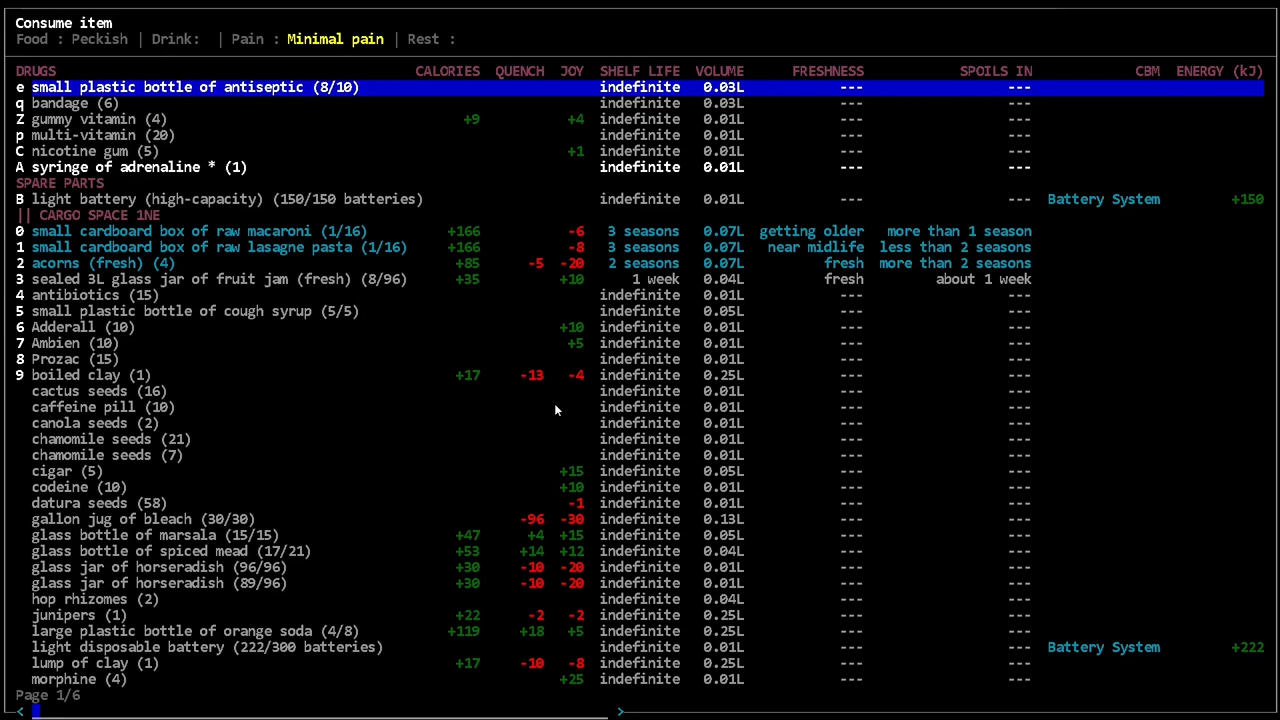 Consume item
Food : Peckish | Drink:  | Pain : Minimal pain | Rest :
DRUGS CALORIES QUENCH JOY SHELF LIFE VOLUME FRESHNESS SPOILS IN CBM ENERGY (kJ)
e small plastic bottle of antiseptic (8/10) indefinite 0.03L --- ---
q bandage (6) indefinite 0.03L --- ---
Z gummy vitamin (4) +9 +4 indefinite 0.01L --- ---
p multi-vitamin (20) indefinite 0.01L --- ---
C nicotine gum (5) +1 indefinite 0.01L --- ---
A syringe of adrenaline * (1) indefinite 0.01L --- ---
SPARE PARTS
B light battery (high-capacity) (150/150 batteries) indefinite 0.01L --- --- Battery System +150
|| CARGO SPACE 1NE
0 small cardboard box of raw macaroni (1/16) +166 -6 3 seasons 0.07L getting older more than 1 season
1 small cardboard box of raw lasagne pasta (1/16) +166 -8 3 seasons 0.07L near midlife less than 2 seasons
2 acorns (fresh) (4) +85 -5 -20 2 seasons 0.07L fresh more than 2 seasons
3 sealed 3L glass jar of fruit jam (fresh) (8/96) +35 +10 1 week 0.04L fresh about 1 week
4 antibiotics (15) indefinite 0.01L --- ---
5 small plastic bottle of cough syrup (5/5) indefinite 0.05L --- ---
6 Adderall (10) +10 indefinite 0.01L --- ---
7 Ambien (10) +5 indefinite 0.01L --- ---
8 Prozac (15) indefinite 0.01L --- ---
9 boiled clay (1) +17 -13 -4 indefinite 0.25L --- ---
cactus seeds (16) indefinite 0.01L --- ---
caffeine pill (10) indefinite 0.01L --- ---
canola seeds (2) indefinite 0.01L --- ---
chamomile seeds (21) indefinite 0.01L --- ---
chamomile seeds (7) indefinite 0.01L --- ---
cigar (5) +15 indefinite 0.05L --- ---
codeine (10) +10 indefinite 0.01L --- ---
datura seeds (58) -1 indefinite 0.01L --- ---
gallon jug of bleach (30/30) -96 -30 indefinite 0.13L --- ---
glass bottle of marsala (15/15) +47 +4 +15 indefinite 0.05L --- ---
glass bottle of spiced mead (17/21) +53 +14 +12 indefinite 0.04L --- ---
glass jar of horseradish (96/96) +30 -10 -20 indefinite 0.01L --- ---
glass jar of horseradish (89/96) +30 -10 -20 indefinite 0.01L --- ---
hop rhizomes (2) indefinite 0.04L --- ---
junipers (1) +22 -2 -2 indefinite 0.25L --- ---
large plastic bottle of orange soda (4/8) +119 +18 +5 indefinite 0.25L --- ---
light disposable battery (222/300 batteries) indefinite 0.01L --- --- Battery System +222
lump of clay (1) +17 -10 -8 indefinite 0.25L --- ---
morphine (4) +25 indefinite 0.01L --- ---
Page 1/6
< >